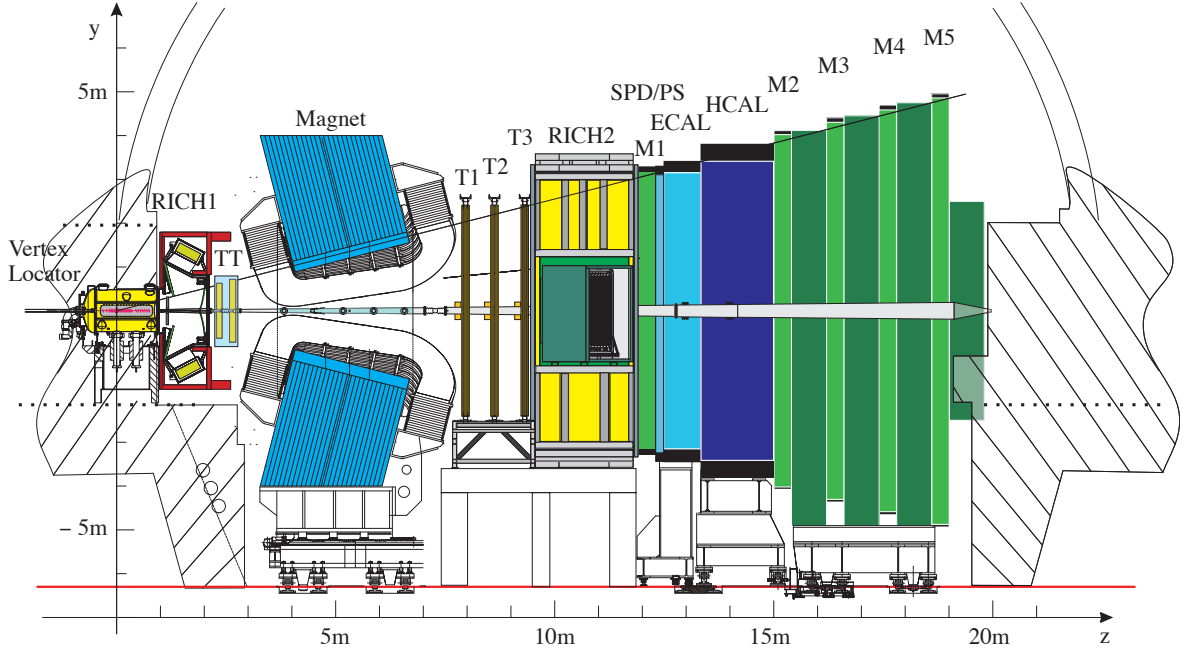 y
5m
Magnet
RICH1
Vertex
Locator
TT
T1
T2
T3
RICH2
SPD/PS
M1
ECAL
HCAL
M2
M3
M4
M5
– 5m
5m
10m
15m
20m
z